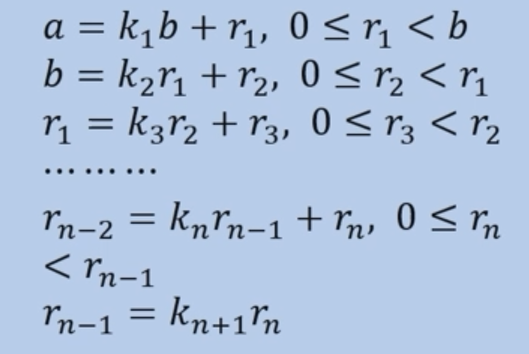 a = k₁b + r₁, 0 ≤ r₁ < b
b = k₂r₁ + r₂, 0 ≤ r₂ < r₁
r₁ = k₃r₂ + r₃, 0 ≤ r₃ < r₂
………
rₙ₋₂ = kₙrₙ₋₁ + rₙ, 0 ≤ rₙ
< rₙ₋₁
rₙ₋₁ = kₙ₊₁rₙ